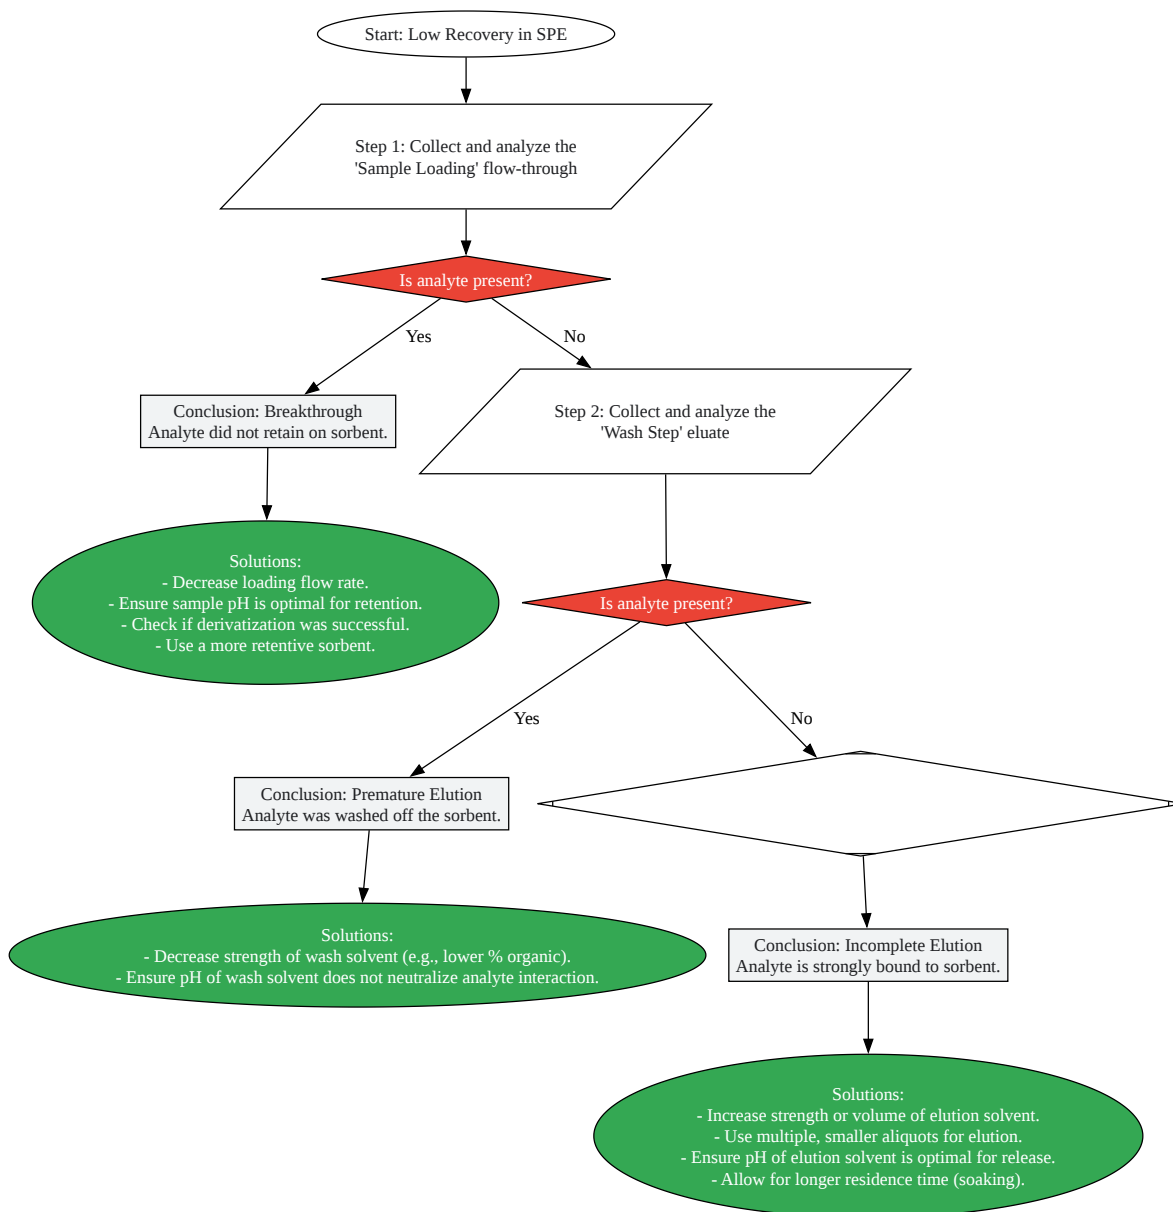 Start: Low Recovery in SPE
Step 1: Collect and analyze the
'Sample Loading' flow-through
Is analyte present?
Yes
No
Conclusion: Breakthrough
Analyte did not retain on sorbent.
Step 2: Collect and analyze the
'Wash Step' eluate
Solutions:
- Decrease loading flow rate.
- Ensure sample pH is optimal for retention.
- Check if derivatization was successful.
- Use a more retentive sorbent.
Is analyte present?
Yes
No
Conclusion: Premature Elution
Analyte was washed off the sorbent.
Solutions:
- Decrease strength of wash solvent (e.g., lower % organic).
- Ensure pH of wash solvent does not neutralize analyte interaction.
Conclusion: Incomplete Elution
Analyte is strongly bound to sorbent.
Solutions:
- Increase strength or volume of elution solvent.
- Use multiple, smaller aliquots for elution.
- Ensure pH of elution solvent is optimal for release.
- Allow for longer residence time (soaking).